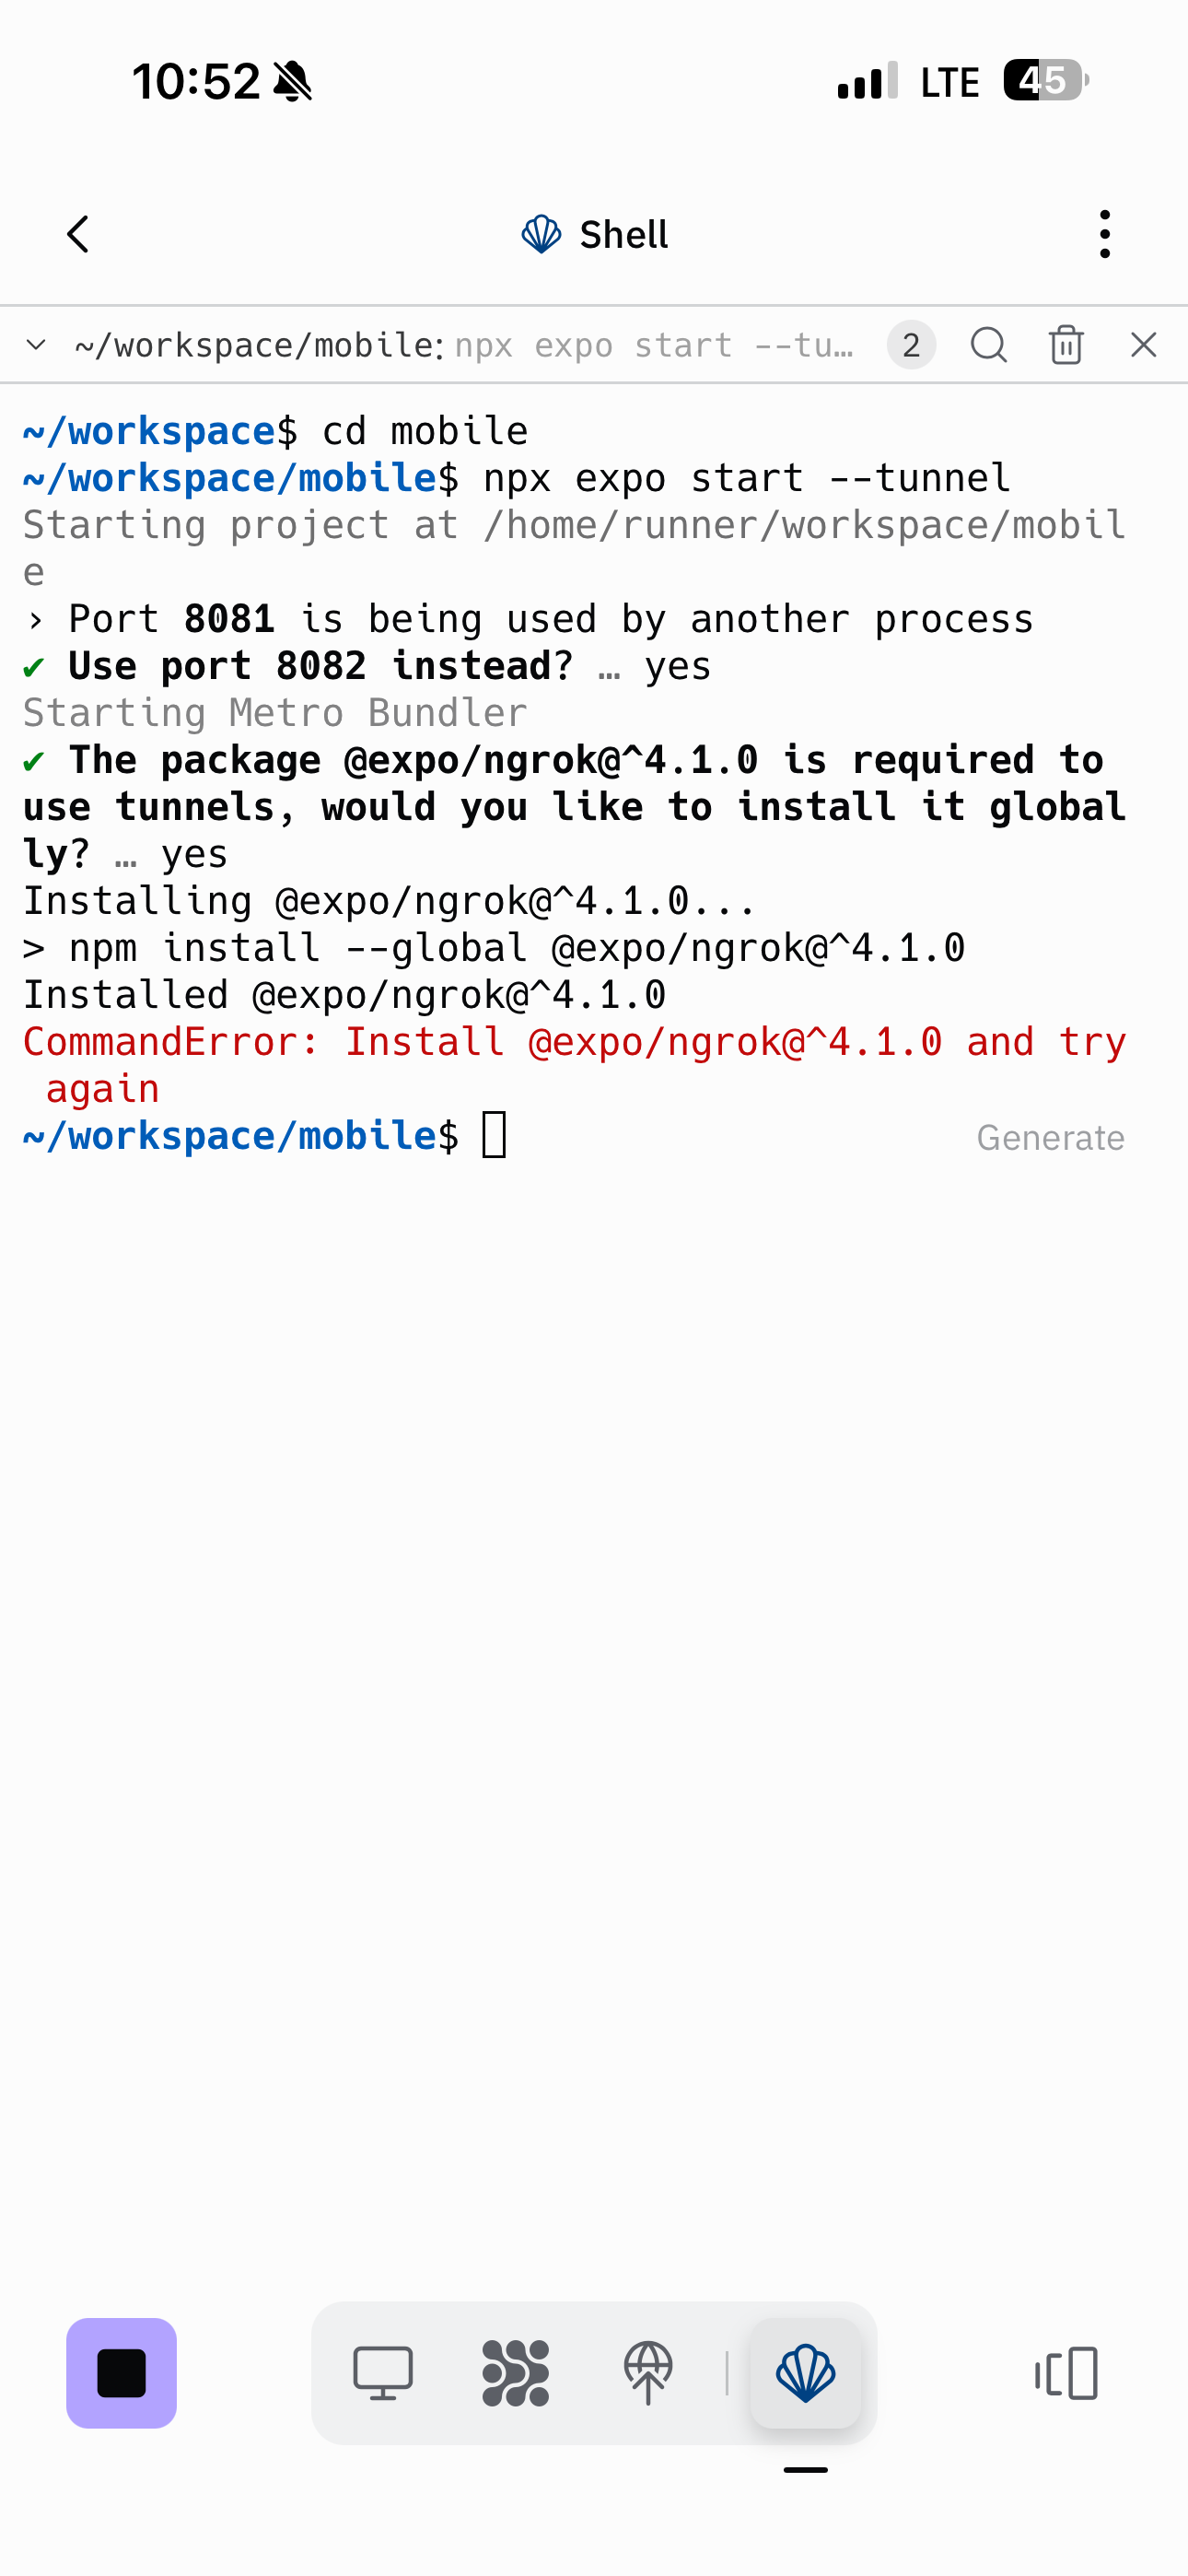 10:52 LTE 45
Shell
~/workspace/mobile: npx expo start --tu… 2
~/workspace$ cd mobile
~/workspace/mobile$ npx expo start --tunnel
Starting project at /home/runner/workspace/mobil
e
› Port 8081 is being used by another process
✔ Use port 8082 instead? … yes
Starting Metro Bundler
✔ The package @expo/ngrok@^4.1.0 is required to
use tunnels, would you like to install it global
ly? … yes
Installing @expo/ngrok@^4.1.0...
> npm install --global @expo/ngrok@^4.1.0
Installed @expo/ngrok@^4.1.0
CommandError: Install @expo/ngrok@^4.1.0 and try
again
~/workspace/mobile$ Generate